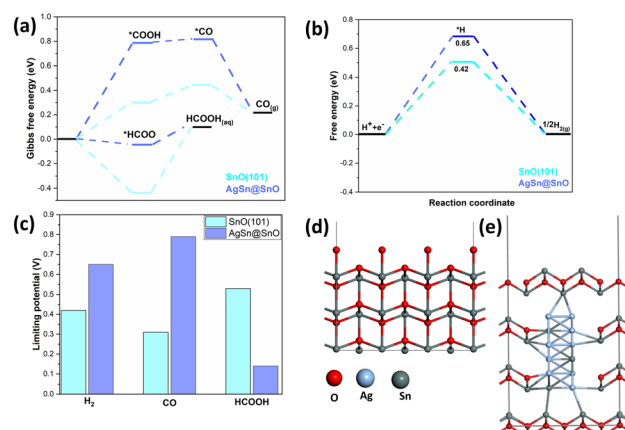 (a)
Gibbs free energy (eV)
1.0
0.8
0.6
0.4
0.2
0.0
0.2
0.4
*COOH
*CO
CO(g)
*HCOO
HCOOH(aq)
SnO(101)
AgSn@SnO
(b)
Free energy (eV)
0.8
0.6
0.4
0.2
0.0
-0.2
-0.4
*H
0.65
0.42
H⁺+e⁻
1/2H₂(g)
SnO(101)
AgSn@SnO
Reaction coordinate
(c)
Limiting potential (V)
0.9
0.8
0.7
0.6
0.5
0.4
0.3
0.2
0.1
0.0
SnO(101)
AgSn@SnO
H₂
CO
HCOOH
(d)
O
Ag
Sn
(e)